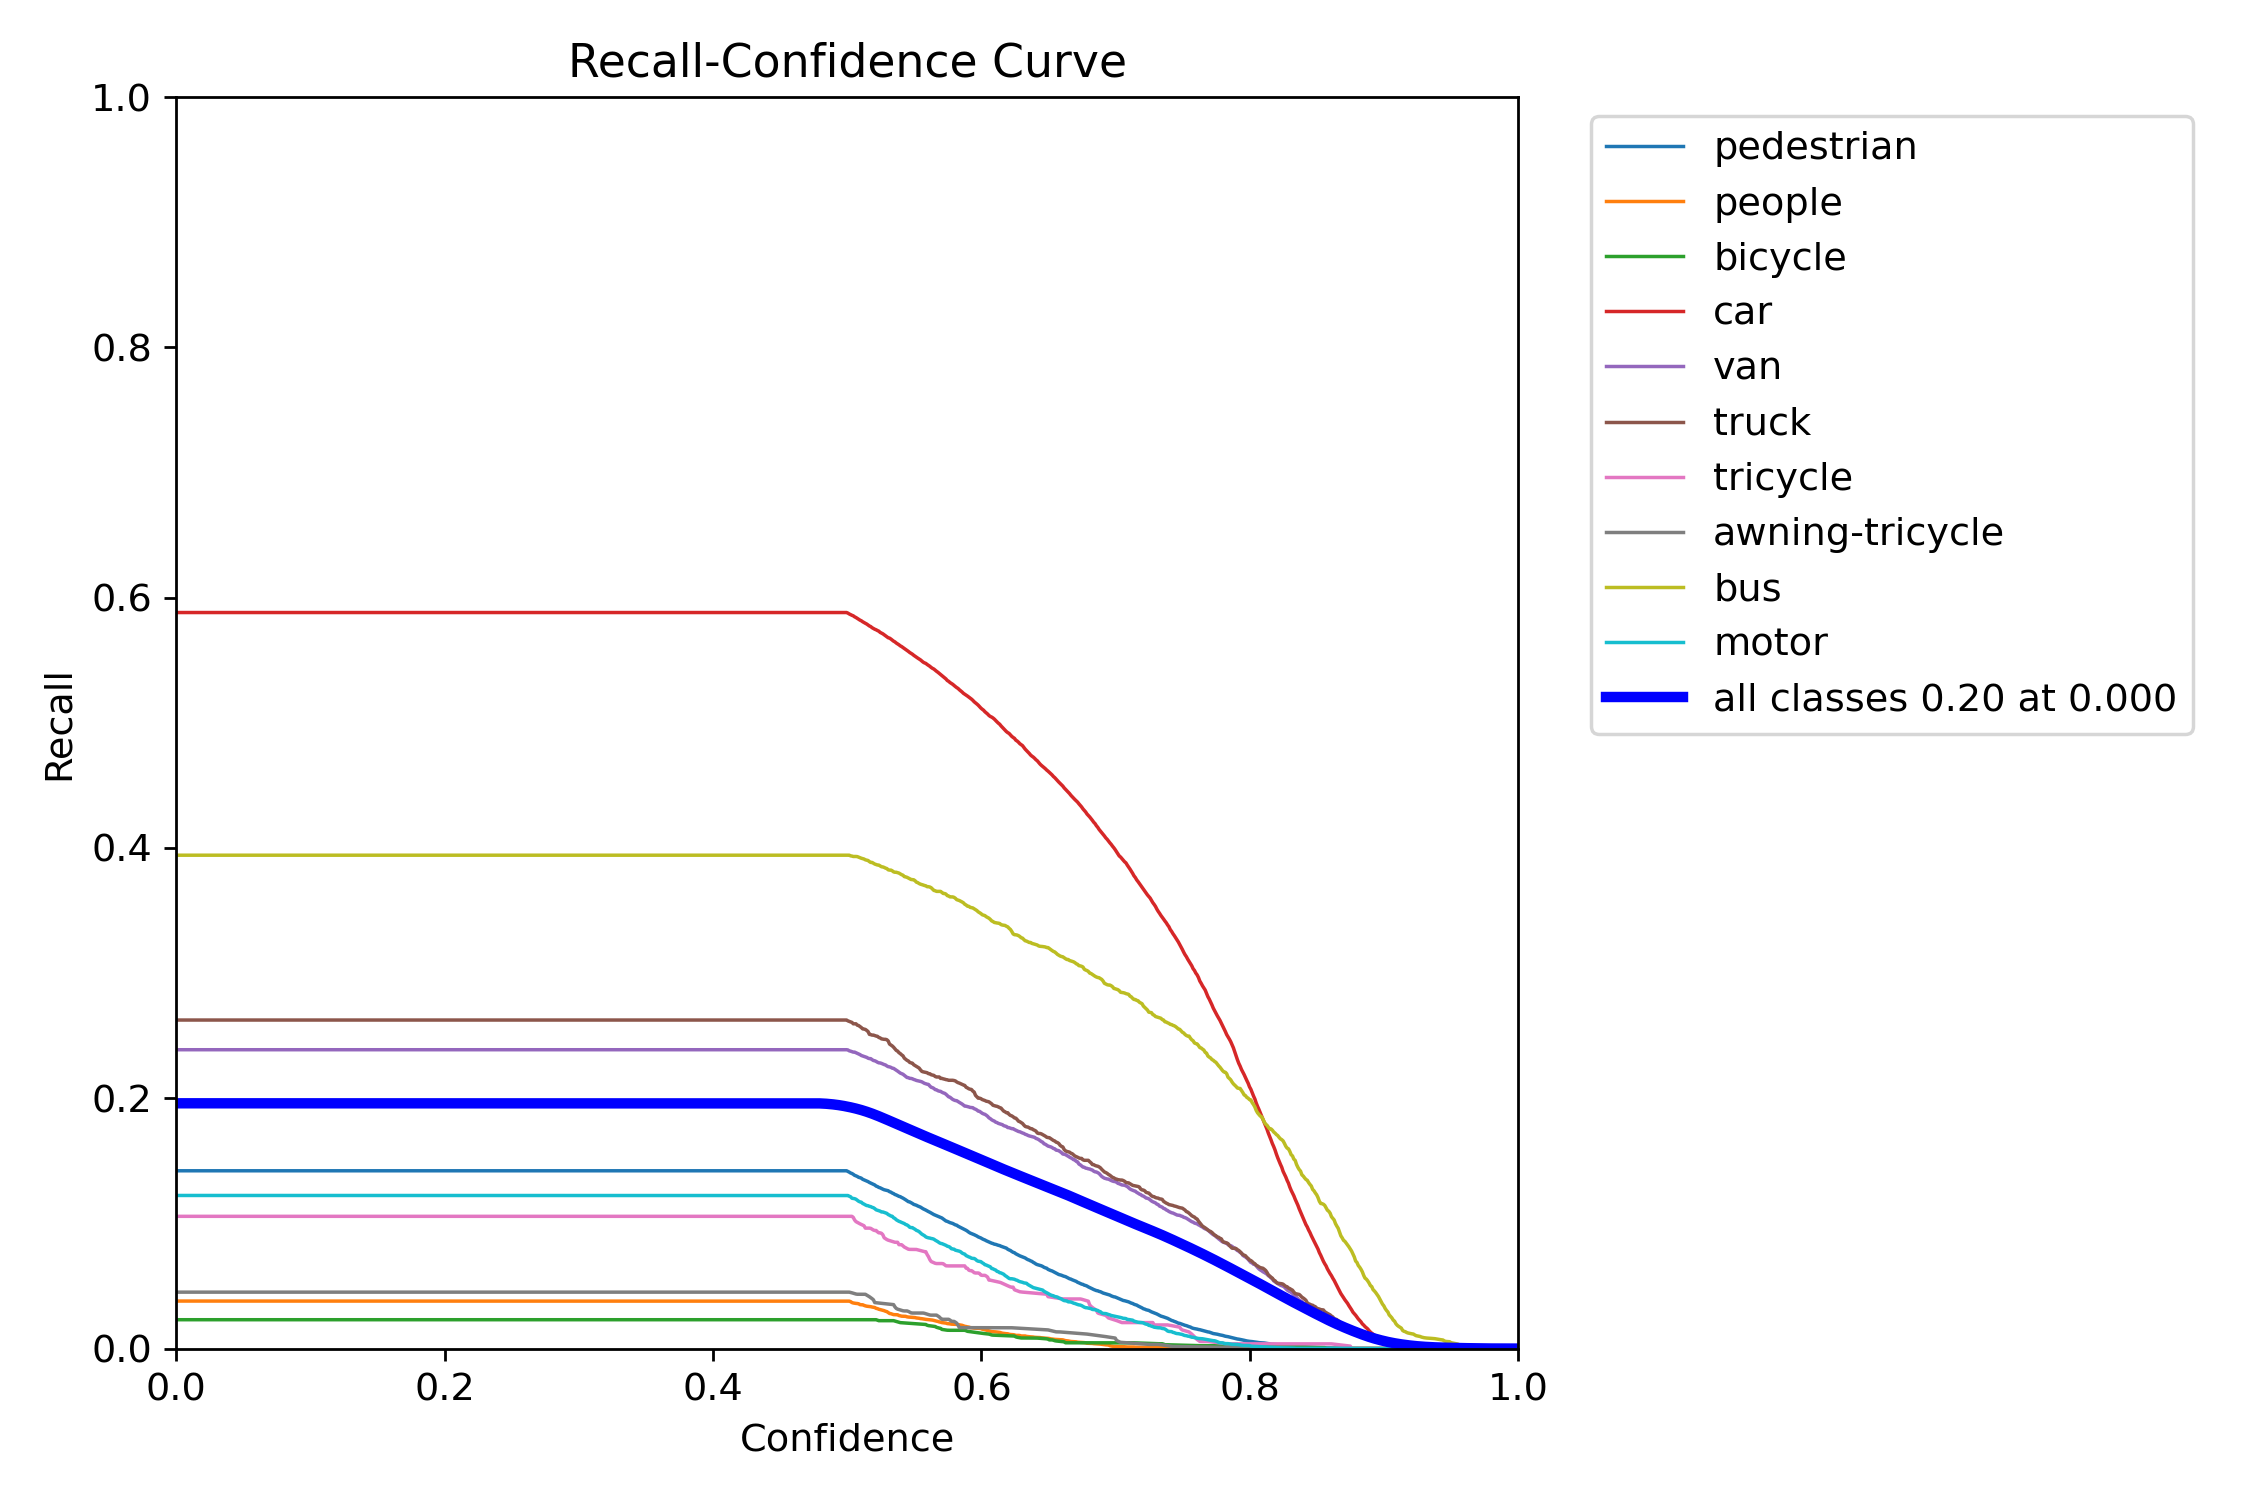 Recall-Confidence Curve
1.0
0.8
0.6
0.4
0.2
0.0
Recall
0.0 0.2 0.4 0.6 0.8 1.0
Confidence
pedestrian
people
bicycle
car
van
truck
tricycle
awning-tricycle
bus
motor
all classes 0.20 at 0.000